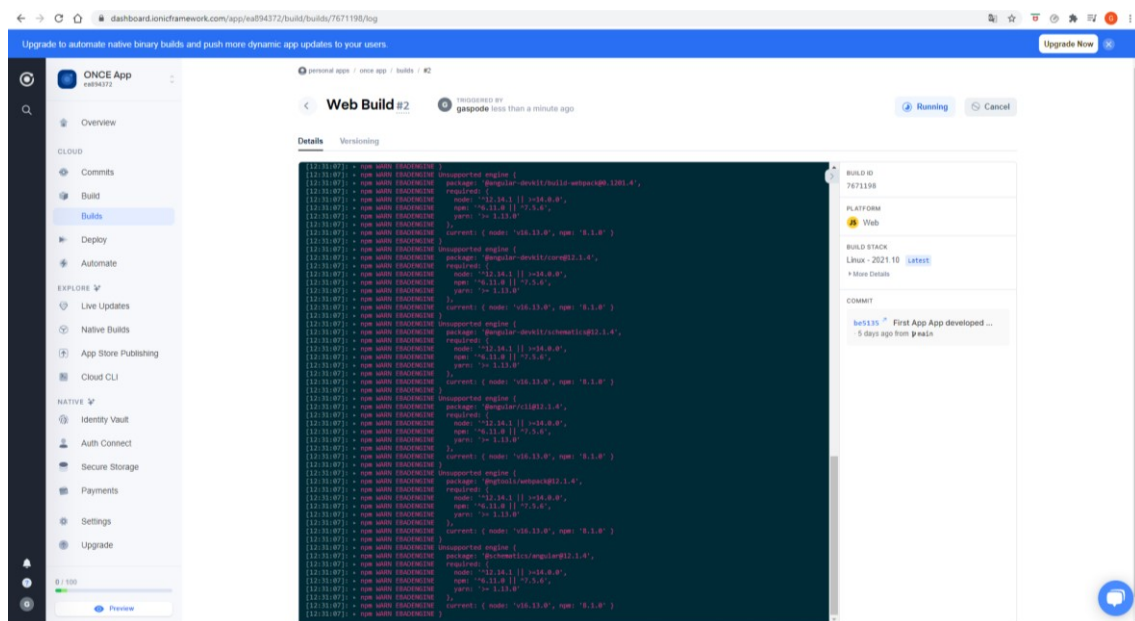 dashboard.ionicframework.com/app/ea894372/build/builds/7671198/log
Upgrade to automate native binary builds and push more dynamic app updates to your users.
Upgrade Now
ONCE App
ea894372
Overview
CLOUD
Commits
Build
Builds
Deploy
Automate
EXPLORE
Live Updates
Native Builds
App Store Publishing
Cloud CLI
NATIVE
Identity Vault
Auth Connect
Secure Storage
Payments
Settings
Upgrade
0 / 100
Preview
personal apps / once app / builds / #2
Web Build #2
G
TRIGGERED BY
gaspode less than a minute ago
Running
Cancel
Details
Versioning
[12:31:07]: ▸ npm WARN EBADENGINE }
[12:31:07]: ▸ npm WARN EBADENGINE Unsupported engine {
[12:31:07]: ▸ npm WARN EBADENGINE package: '@angular-devkit/build-webpack@0.1201.4',
[12:31:07]: ▸ npm WARN EBADENGINE required: {
[12:31:07]: ▸ npm WARN EBADENGINE node: '^12.14.1 || >=14.0.0',
[12:31:07]: ▸ npm WARN EBADENGINE npm: '^6.11.0 || ^7.5.6',
[12:31:07]: ▸ npm WARN EBADENGINE yarn: '>= 1.13.0'
[12:31:07]: ▸ npm WARN EBADENGINE },
[12:31:07]: ▸ npm WARN EBADENGINE current: { node: 'v16.13.0', npm: '8.1.0' }
[12:31:07]: ▸ npm WARN EBADENGINE }
[12:31:07]: ▸ npm WARN EBADENGINE Unsupported engine {
[12:31:07]: ▸ npm WARN EBADENGINE package: '@angular-devkit/core@12.1.4',
[12:31:07]: ▸ npm WARN EBADENGINE required: {
[12:31:07]: ▸ npm WARN EBADENGINE node: '^12.14.1 || >=14.0.0',
[12:31:07]: ▸ npm WARN EBADENGINE npm: '^6.11.0 || ^7.5.6',
[12:31:07]: ▸ npm WARN EBADENGINE yarn: '>= 1.13.0'
[12:31:07]: ▸ npm WARN EBADENGINE },
[12:31:07]: ▸ npm WARN EBADENGINE current: { node: 'v16.13.0', npm: '8.1.0' }
[12:31:07]: ▸ npm WARN EBADENGINE }
[12:31:07]: ▸ npm WARN EBADENGINE Unsupported engine {
[12:31:07]: ▸ npm WARN EBADENGINE package: '@angular-devkit/schematics@12.1.4',
[12:31:07]: ▸ npm WARN EBADENGINE required: {
[12:31:07]: ▸ npm WARN EBADENGINE node: '^12.14.1 || >=14.0.0',
[12:31:07]: ▸ npm WARN EBADENGINE npm: '^6.11.0 || ^7.5.6',
[12:31:07]: ▸ npm WARN EBADENGINE yarn: '>= 1.13.0'
[12:31:07]: ▸ npm WARN EBADENGINE },
[12:31:07]: ▸ npm WARN EBADENGINE current: { node: 'v16.13.0', npm: '8.1.0' }
[12:31:07]: ▸ npm WARN EBADENGINE }
[12:31:07]: ▸ npm WARN EBADENGINE Unsupported engine {
[12:31:07]: ▸ npm WARN EBADENGINE package: '@angular/cli@12.1.4',
[12:31:07]: ▸ npm WARN EBADENGINE required: {
[12:31:07]: ▸ npm WARN EBADENGINE node: '^12.14.1 || >=14.0.0',
[12:31:07]: ▸ npm WARN EBADENGINE npm: '^6.11.0 || ^7.5.6',
[12:31:07]: ▸ npm WARN EBADENGINE yarn: '>= 1.13.0'
[12:31:07]: ▸ npm WARN EBADENGINE },
[12:31:07]: ▸ npm WARN EBADENGINE current: { node: 'v16.13.0', npm: '8.1.0' }
[12:31:07]: ▸ npm WARN EBADENGINE }
[12:31:07]: ▸ npm WARN EBADENGINE Unsupported engine {
[12:31:07]: ▸ npm WARN EBADENGINE package: '@ngtools/webpack@12.1.4',
[12:31:07]: ▸ npm WARN EBADENGINE required: {
[12:31:07]: ▸ npm WARN EBADENGINE node: '^12.14.1 || >=14.0.0',
[12:31:07]: ▸ npm WARN EBADENGINE npm: '^6.11.0 || ^7.5.6',
[12:31:07]: ▸ npm WARN EBADENGINE yarn: '>= 1.13.0'
[12:31:07]: ▸ npm WARN EBADENGINE },
[12:31:07]: ▸ npm WARN EBADENGINE current: { node: 'v16.13.0', npm: '8.1.0' }
[12:31:07]: ▸ npm WARN EBADENGINE }
[12:31:07]: ▸ npm WARN EBADENGINE Unsupported engine {
[12:31:07]: ▸ npm WARN EBADENGINE package: '@schematics/angular@12.1.4',
[12:31:07]: ▸ npm WARN EBADENGINE required: {
[12:31:07]: ▸ npm WARN EBADENGINE node: '^12.14.1 || >=14.0.0',
[12:31:07]: ▸ npm WARN EBADENGINE npm: '^6.11.0 || ^7.5.6',
[12:31:07]: ▸ npm WARN EBADENGINE yarn: '>= 1.13.0'
[12:31:07]: ▸ npm WARN EBADENGINE },
[12:31:07]: ▸ npm WARN EBADENGINE current: { node: 'v16.13.0', npm: '8.1.0' }
[12:31:07]: ▸ npm WARN EBADENGINE }
BUILD ID
7671198
PLATFORM
JS Web
BUILD STACK
Linux - 2021.10 Latest
More Details
COMMIT
be5135 First App App developed ...
5 days ago from main